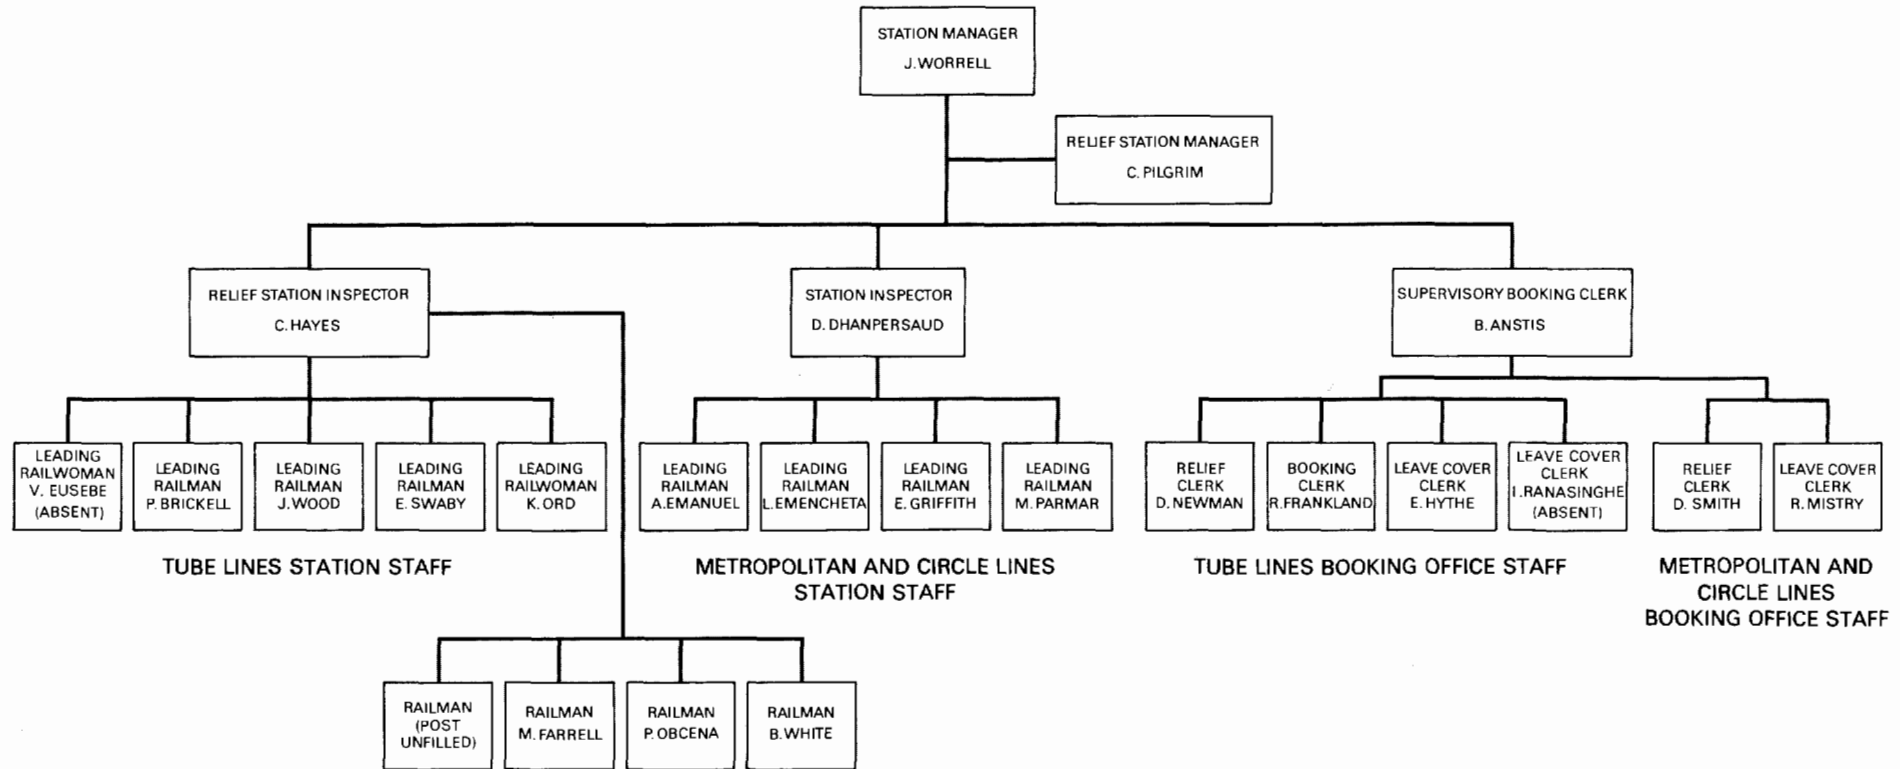 STATION MANAGER
J. WORRELL
RELIEF STATION MANAGER
C. PILGRIM
RELIEF STATION INSPECTOR
C. HAYES
STATION INSPECTOR
D. DHANPERSAUD
SUPERVISORY BOOKING CLERK
B. ANSTIS
LEADING
RAILWOMAN
V. EUSEBE
(ABSENT)
LEADING
RAILMAN
P. BRICKELL
LEADING
RAILMAN
J. WOOD
LEADING
RAILMAN
E. SWABY
LEADING
RAILWOMAN
K. ORD
LEADING
RAILMAN
A. EMANUEL
LEADING
RAILMAN
L. EMENCHETA
LEADING
RAILMAN
E. GRIFFITH
LEADING
RAILMAN
M. PARMAR
RELIEF
CLERK
D. NEWMAN
BOOKING
CLERK
R. FRANKLAND
LEAVE COVER
CLERK
E. HYTHE
LEAVE COVER
CLERK
I. RANASINGHE
(ABSENT)
RELIEF
CLERK
D. SMITH
LEAVE COVER
CLERK
R. MISTRY
TUBE LINES STATION STAFF
METROPOLITAN AND CIRCLE LINES
STATION STAFF
TUBE LINES BOOKING OFFICE STAFF
METROPOLITAN AND
CIRCLE LINES
BOOKING OFFICE STAFF
RAILMAN
(POST
UNFILLED)
RAILMAN
M. FARRELL
RAILMAN
P. OBCENA
RAILMAN
B. WHITE